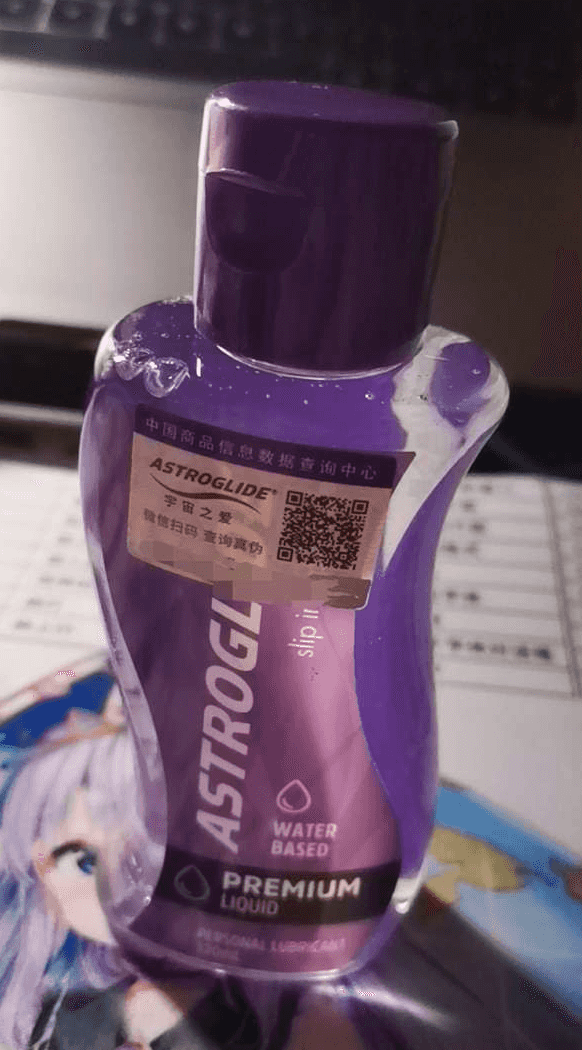 中国商品信息数据查询中心
ASTROGLIDE®
宇宙之爱
微信扫码 查询真伪
ASTROGL
slip in
WATER
BASED
PREMIUM
LIQUID
PERSONAL LUBRICANT